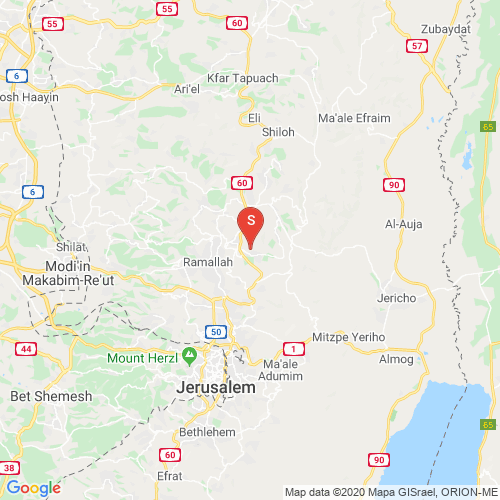 55
60
55
Zubaydat
57
Kfar Tapuach
6
Ari'el
osh Haayin
Eli
Ma'ale Efraim
Shiloh
65
60
90
6
S
Al-Auja
Shilat
Modi'in
Makabim-Re'ut
Ramallah
Jericho
50
Mitzpe Yeriho
44
1
Mount Herzl
Almog
Ma'ale
Adumim
Jerusalem
Bet Shemesh
65
Bethlehem
60
90
38
Efrat
Google
Map data ©2020 Mapa GISrael, ORION-ME